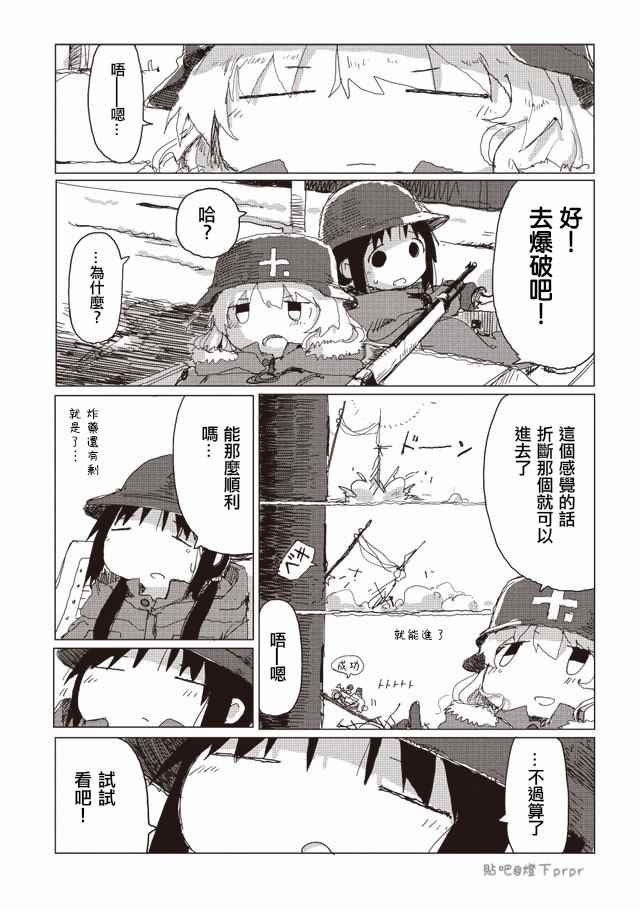 唔──嗯…
好！
去爆破吧！
哈？
…為什麼？
這個感覺的話
折斷那個就可以
進去了
ドーン
ベキ
就能進了
成功
能那麼順利
嗎…
炸藥還有剩
就是了…
唔──嗯
…不過算了
試試
看吧！
貼吧@燈下prpr